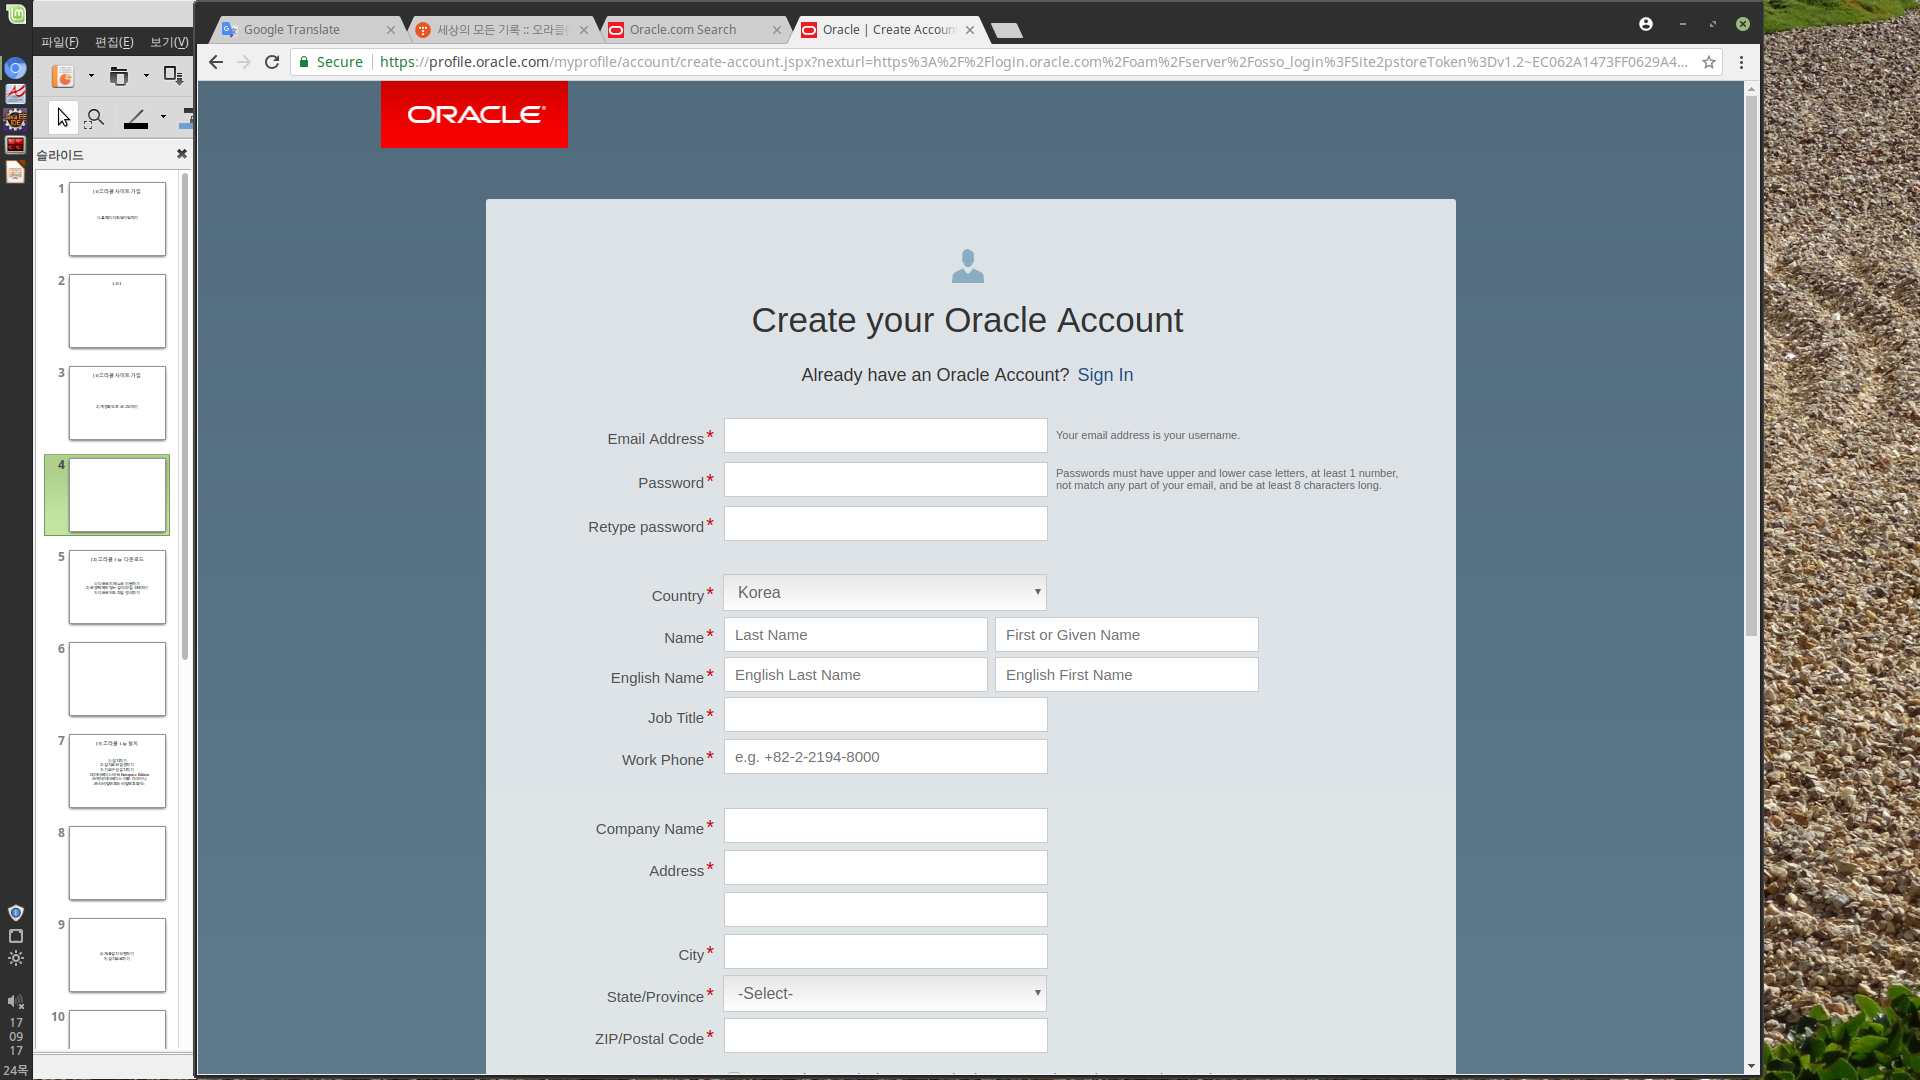 Google Translate
세상의 모든 기록 :: 오라클
Oracle.com Search
Oracle | Create Accoun
파일(F) 편집(E) 보기(V)
Secure
https://profile.oracle.com/myprofile/account/create-account.jspx?nexturl=https%3A%2F%2Flogin.oracle.com%2Foam%2Fserver%2Fosso_login%3FSite2pstoreToken%3Dv1.2~EC062A1473FF0629A4...
ORACLE
슬라이드
1
2
3
4
5
6
7
8
9
10
Create your Oracle Account
Already have an Oracle Account? Sign In
Email Address*
Your email address is your username.
Password*
Passwords must have upper and lower case letters, at least 1 number,
not match any part of your email, and be at least 8 characters long.
Retype password*
Country* Korea
Name* Last Name First or Given Name
English Name* English Last Name English First Name
Job Title*
Work Phone* e.g. +82-2-2194-8000
Company Name*
Address*
City*
State/Province* -Select-
ZIP/Postal Code*
17
09
17
24목